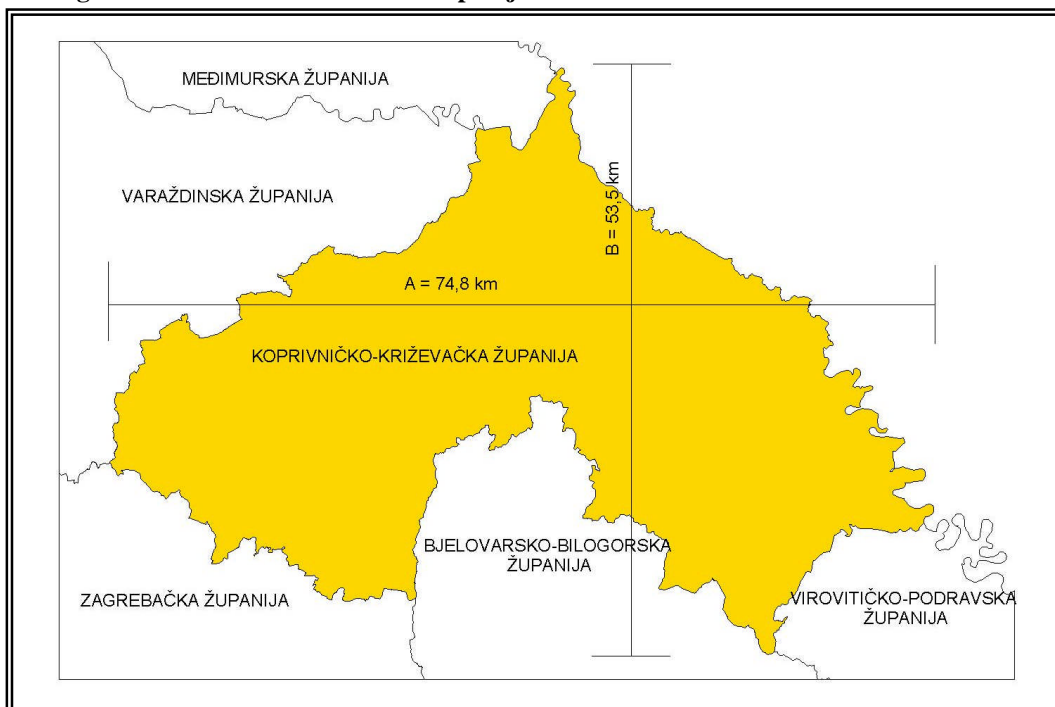 MEĐIMURSKA ŽUPANIJA
VARAŽDINSKA ŽUPANIJA
B = 53,5 km
A = 74,8 km
KOPRIVNIČKO-KRIŽEVAČKA ŽUPANIJA
BJELOVARSKO-BILOGORSKA
ŽUPANIJA
ZAGREBAČKA ŽUPANIJA
VIROVITIČKO-PODRAVSKA
ŽUPANIJA